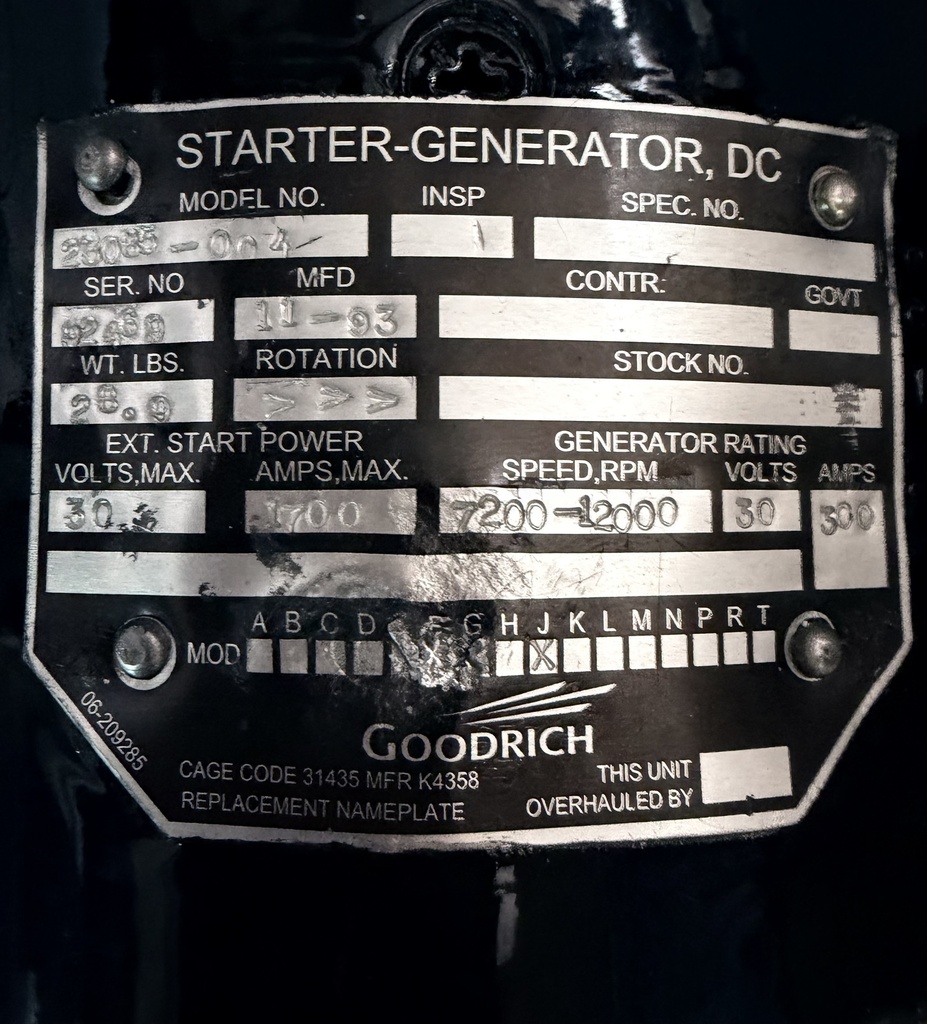 STARTER-GENERATOR, DC
MODEL NO. INSP SPEC. NO.
-004
SER. NO MFD CONTR. GOVT
11-93
WT. LBS. ROTATION STOCK NO.
28.9 > > >
EXT. START POWER GENERATOR RATING
VOLTS,MAX. AMPS,MAX. SPEED,RPM VOLTS AMPS
30 1700 7200-12000 30 300
A B C D G H J K L M N P R T
MOD X X X
06-209285
GOODRICH
CAGE CODE 31435 MFR K4358
REPLACEMENT NAMEPLATE
THIS UNIT
OVERHAULED BY